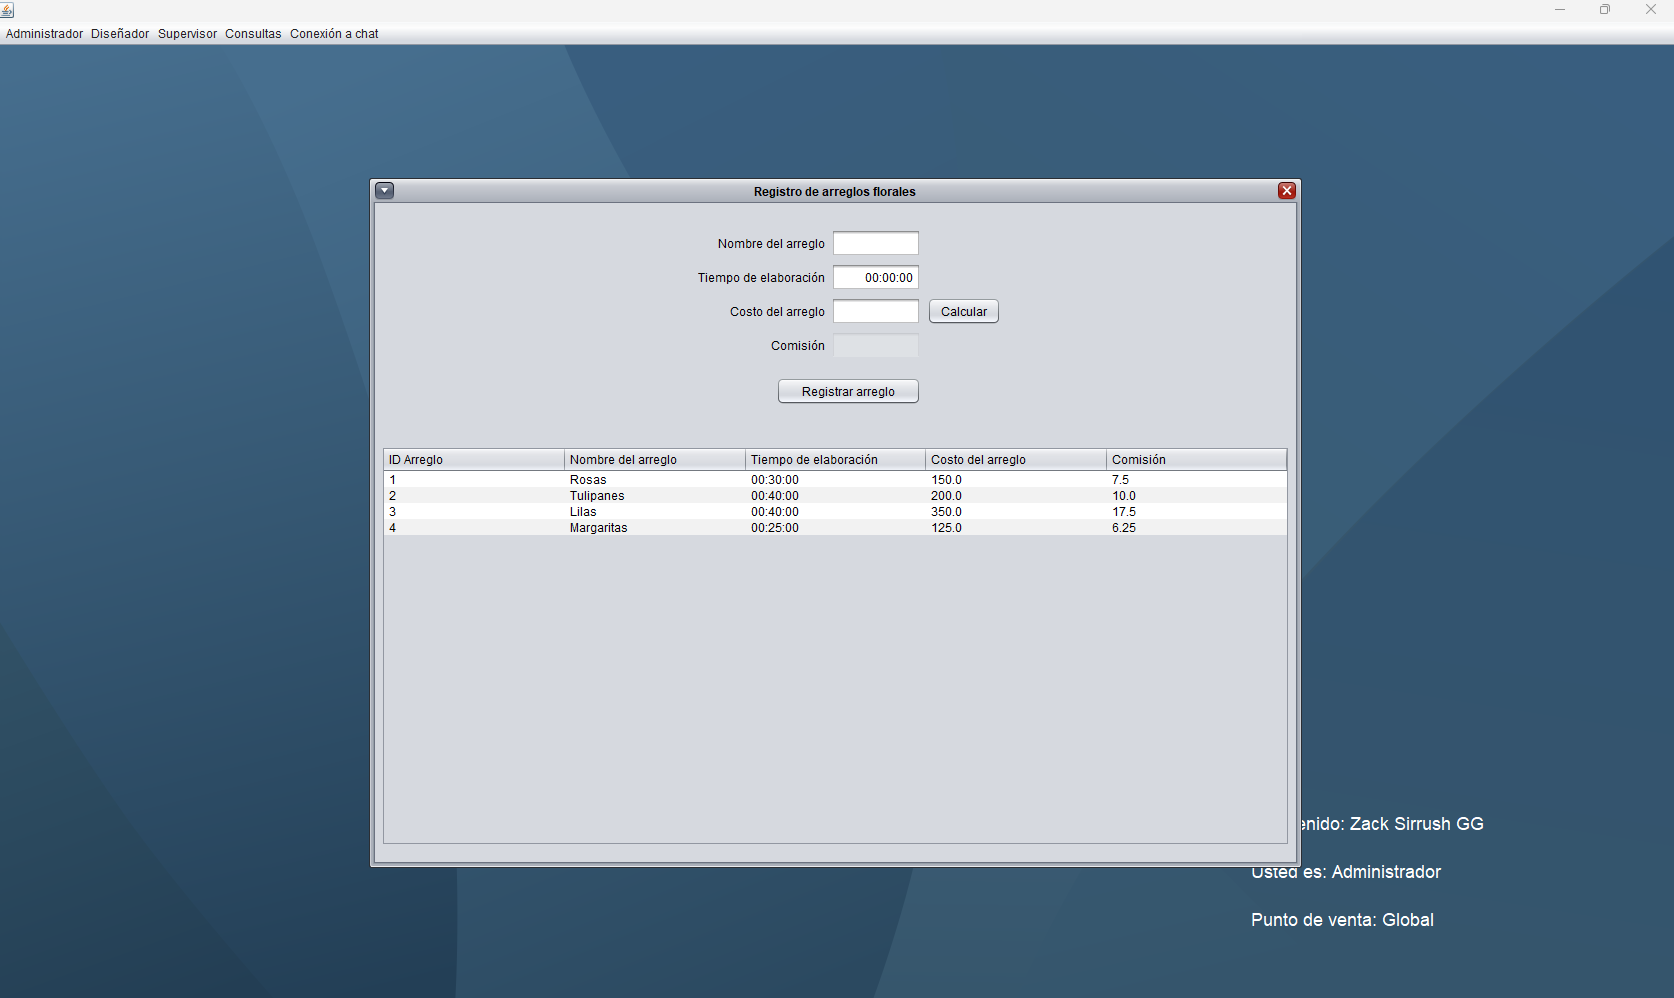 Administrador Diseñador Supervisor Consultas Conexión a chat
Registro de arreglos florales
Nombre del arreglo
Tiempo de elaboración 00:00:00
Costo del arreglo Calcular
Comisión
Registrar arreglo
ID Arreglo Nombre del arreglo Tiempo de elaboración Costo del arreglo Comisión
1 Rosas 00:30:00 150.0 7.5
2 Tulipanes 00:40:00 200.0 10.0
3 Lilas 00:40:00 350.0 17.5
4 Margaritas 00:25:00 125.0 6.25
enido: Zack Sirrush GG
Usted es: Administrador
Punto de venta: Global